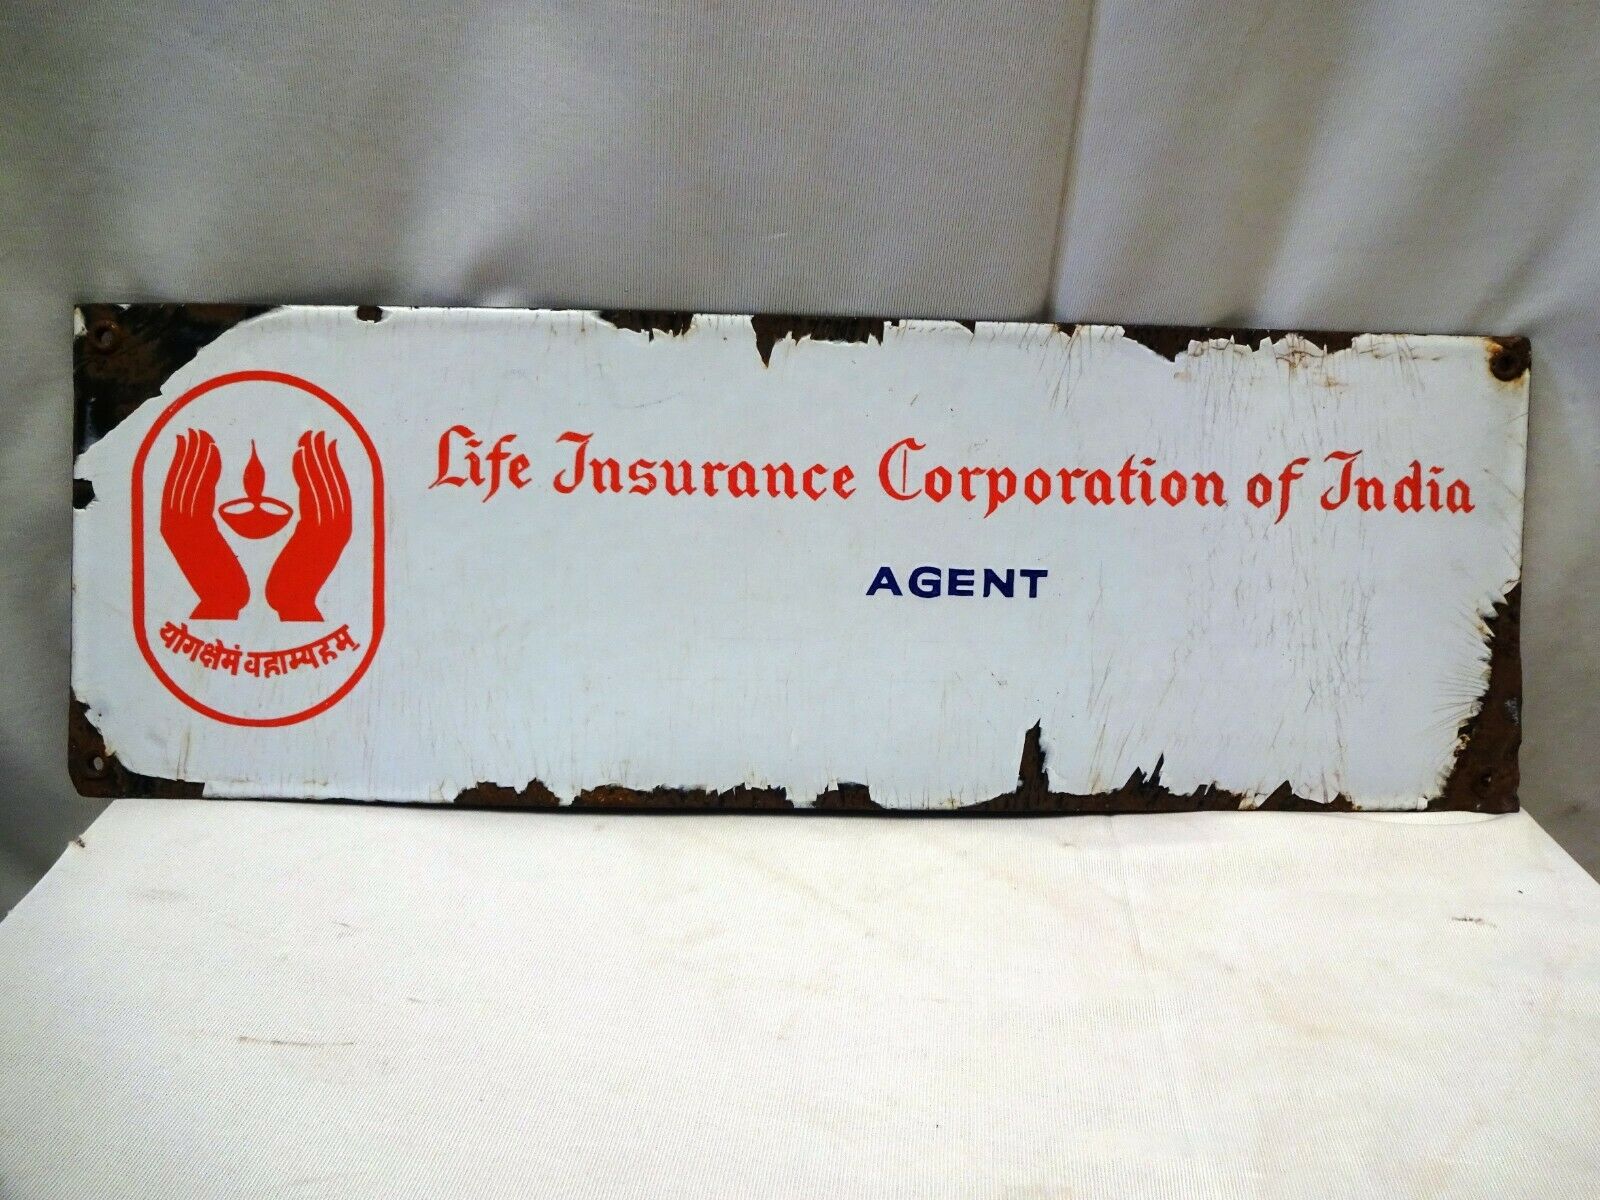 Life Insurance Corporation of India
AGENT
योगक्षेमं वहाम्यहम्